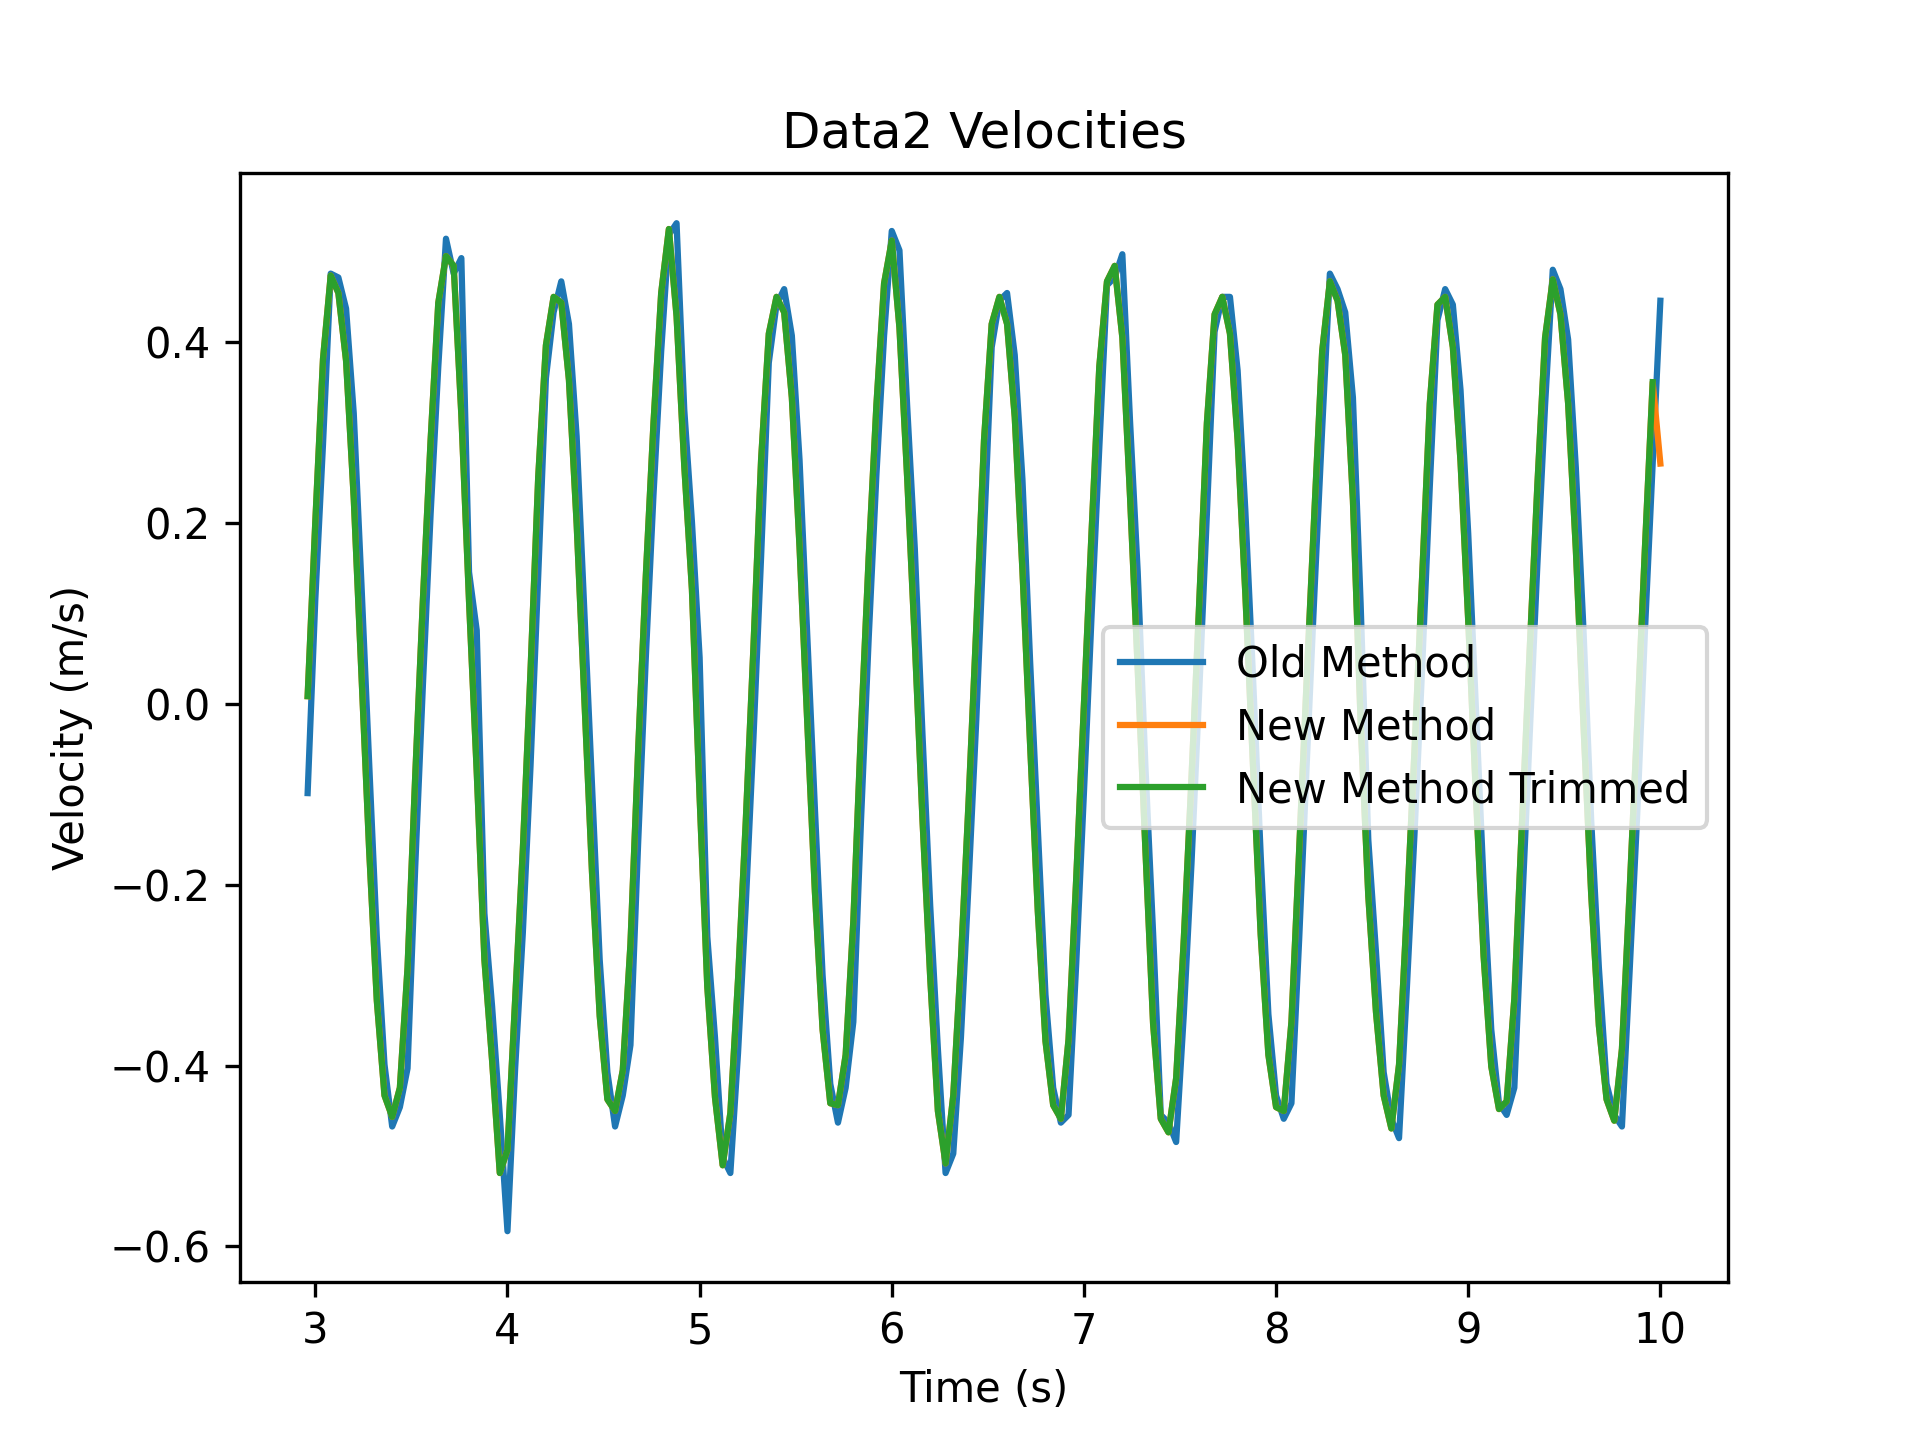 Data2 Velocities
Velocity (m/s)
0.4
0.2
0.0
−0.2
−0.4
−0.6
Old Method
New Method
New Method Trimmed
3 4 5 6 7 8 9 10
Time (s)